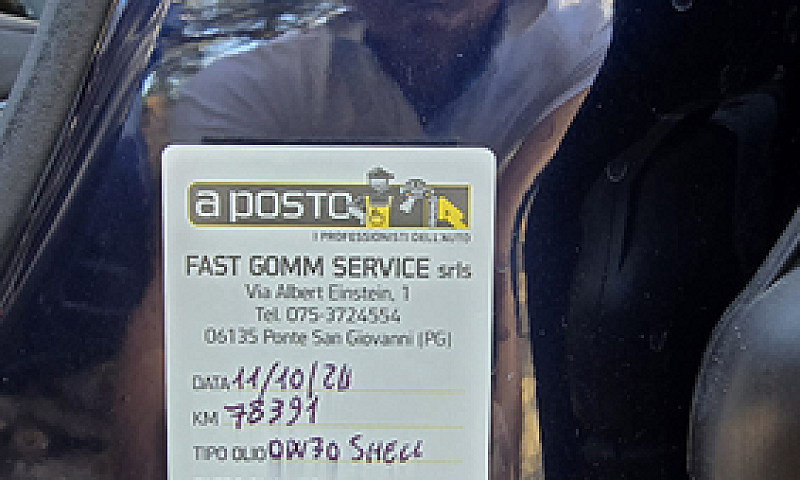 a posto
I PROFESSIONISTI DELL'AUTO
FAST GOMM SERVICE srls
Via Albert Einstein, 1
Tel. 075-3724554
06135 Ponte San Giovanni (PG)
DATA 11/10/24
KM 78391
TIPO OLIO 0W30 SHELL